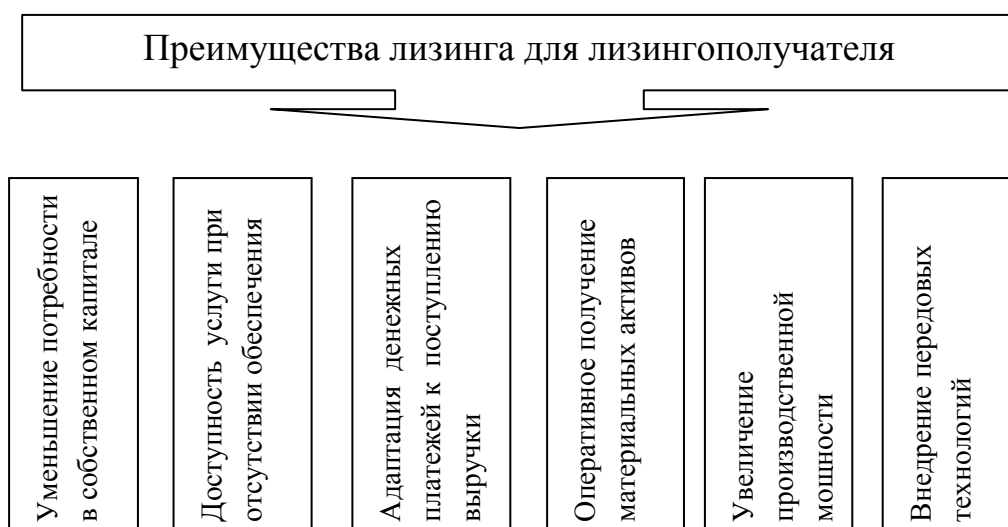 Преимущества лизинга для лизингополучателя
Уменьшение потребности
в собственном капитале
Доступность услуги при
отсутствии обеспечения
Адаптация денежных
платежей к поступлению
выручки
Оперативное получение
материальных активов
Увеличение
производственной
мошности
Внедрение передовых
технологий